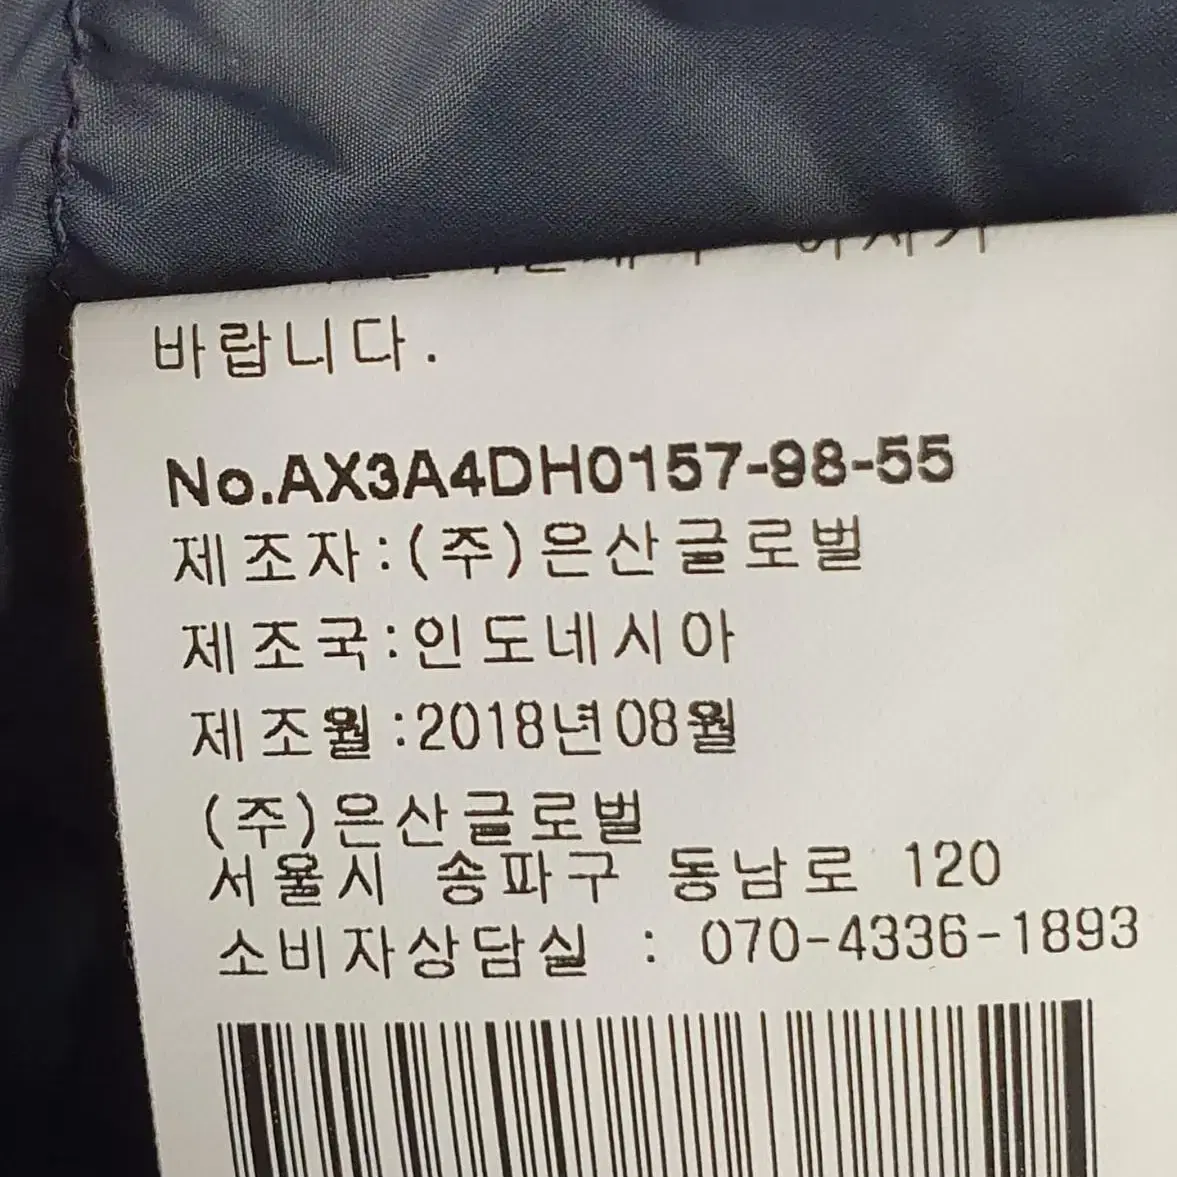 바랍니다.
No.AX3A4DH0157-98-55
제조자:(주)은산글로벌
제조국:인도네시아
제조월:2018년08월
(주)은산글로벌
서울시 송파구 동남로 120
소비자상담실 : 070-4336-1893